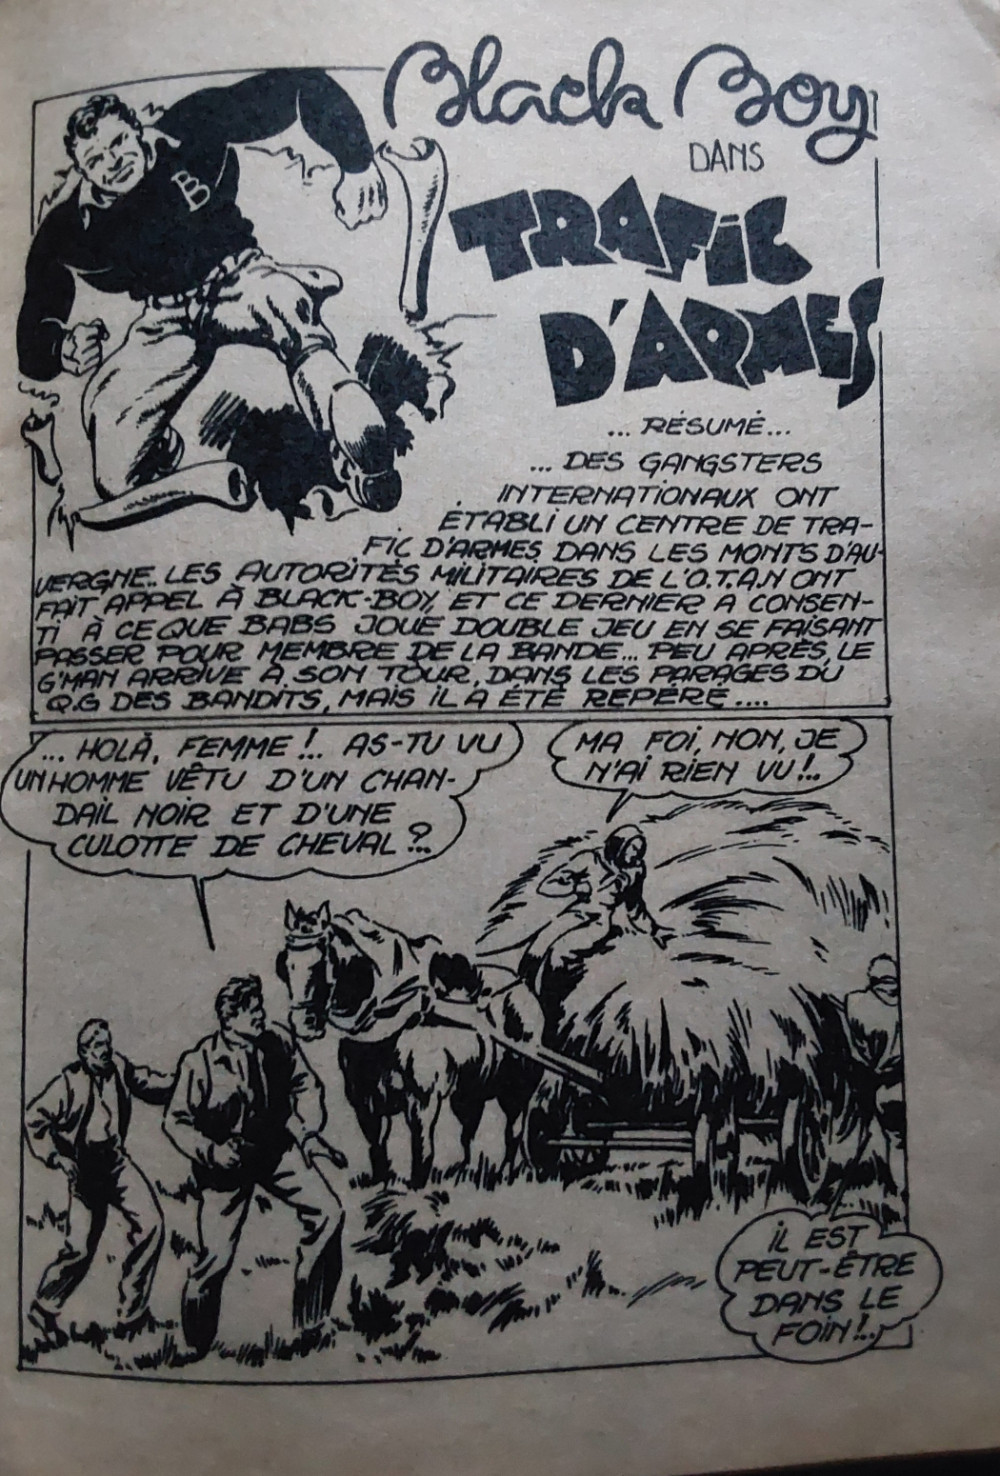 Black Boy
DANS
TRAFIC
D'ARMES
... RÉSUMÉ...
... DES GANGSTERS
INTERNATIONAUX ONT
ÉTABLI UN CENTRE DE TRA-
FIC D'ARMES DANS LES MONTS D'AU-
VERGNE.. LES AUTORITÉS MILITAIRES DE L'O.T.A.N ONT
FAIT APPEL À BLACK-BOY, ET CE DERNIER A CONSEN-
TI À CE QUE BABS JOUE DOUBLE JEU EN SE FAISANT
PASSER POUR MEMBRE DE LA BANDE... PEU APRÈS, LE
G'MAN ARRIVE À SON TOUR, DANS LES PARAGES DU
Q.G DES BANDITS, MAIS IL A ÉTÉ REPÉRÉ....
B
... HOLÀ, FEMME !.. AS-TU VU
UN HOMME VÊTU D'UN CHAN-
DAIL NOIR ET D'UNE
CULOTTE DE CHEVAL ?..
MA FOI, NON, JE
N'AI RIEN VU !..
IL EST
PEUT-ÊTRE
DANS LE
FOIN !..